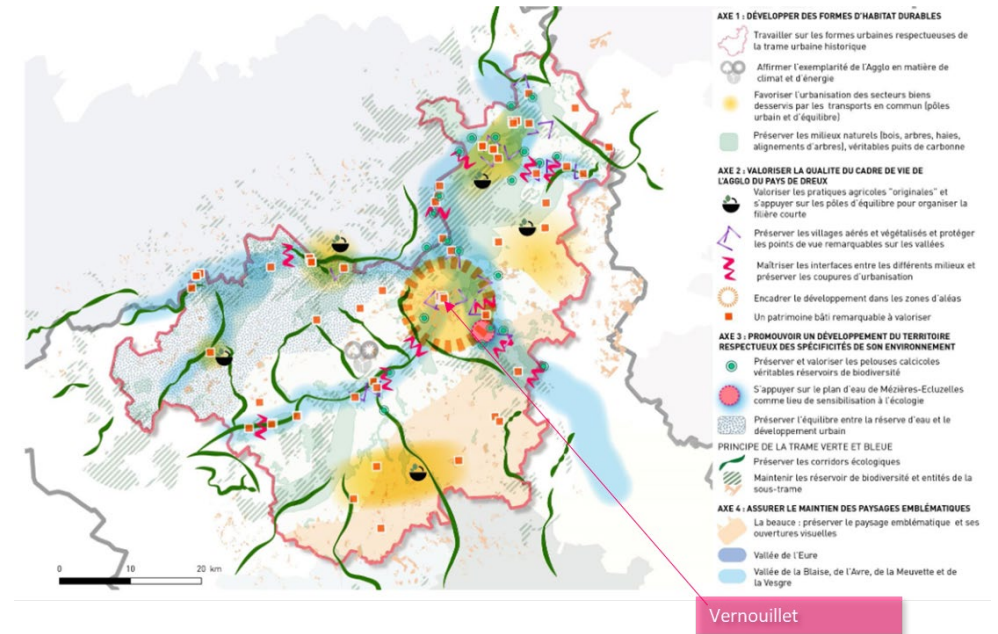 AXE 1 : DÉVELOPPER DES FORMES D'HABITAT DURABLES
Travailler sur les formes urbaines respectueuses de
la trame urbaine historique
Affirmer l'exemplarité de l'Agglo en matière de
climat et d'énergie
Favoriser l'urbanisation des secteurs biens
desservis par les transports en commun (pôles
urbain et d'équilibre)
Préserver les milieux naturels (bois, arbres, haies,
alignements d'arbres), véritables puits de carbonne
AXE 2 : VALORISER LA QUALITE DU CADRE DE VIE DE
L'AGGLO DU PAYS DE DREUX
Valoriser les pratiques agricoles "originales" et
s'appuyer sur les pôles d'équilibre pour organiser la
filière courte
Préserver les villages aérés et végétalisés et protéger
les points de vue remarquables sur les vallées
Maîtriser les interfaces entre les différents milieux et
préserver les coupures d'urbanisation
Encadrer le développement dans les zones d'aléas
Un patrimoine bâti remarquable à valoriser
AXE 3 : PROMOUVOIR UN DÉVELOPPEMENT DU TERRITOIRE
RESPECTUEUX DES SPÉCIFICITÉS DE SON ENVIRONNEMENT
Préserver et valoriser les pelouses calcicoles
véritables réservoirs de biodiversité
S'appuyer sur le plan d'eau de Mézières-Ecluzelles
comme lieu de sensibilisation à l'écologie
Préserver l'équilibre entre la réserve d'eau et le
développement urbain
PRINCIPE DE LA TRAME VERTE ET BLEUE
Préserver les corridors écologiques
Maintenir les réservoir de biodiversité et entités de la
sous-trame
AXE 4 : ASSURER LE MAINTIEN DES PAYSAGES EMBLÉMATIQUES
La beauce : préserver le paysage emblématique et ses
ouvertures visuelles
Vallée de l'Eure
Vallée de la Blaise, de l'Avre, de la Meuvette et de
la Vesgre
0 10 20 km
Vernouillet